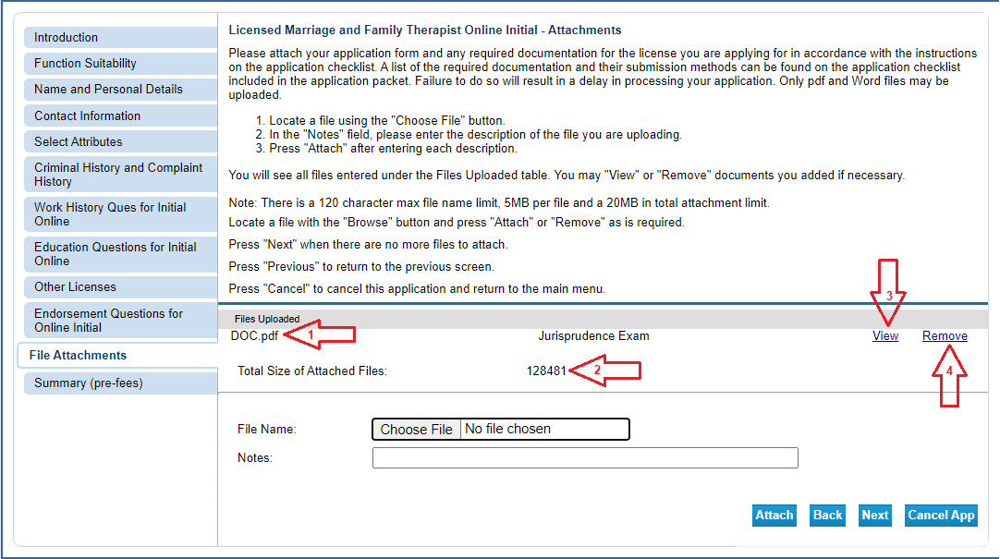 Introduction
Function Suitability
Name and Personal Details
Contact Information
Select Attributes
Criminal History and Complaint
History
Work History Ques for Initial
Online
Education Questions for Initial
Online
Other Licenses
Endorsement Questions for
Online Initial
File Attachments
Summary (pre-fees)
Licensed Marriage and Family Therapist Online Initial - Attachments
Please attach your application form and any required documentation for the license you are applying for in accordance with the instructions
on the application checklist. A list of the required documentation and their submission methods can be found on the application checklist
included in the application packet. Failure to do so will result in a delay in processing your application. Only pdf and Word files may be
uploaded.
1. Locate a file using the "Choose File" button.
2. In the "Notes" field, please enter the description of the file you are uploading.
3. Press "Attach" after entering each description.
You will see all files entered under the Files Uploaded table. You may "View" or "Remove" documents you added if necessary.
Note: There is a 120 character max file name limit, 5MB per file and a 20MB in total attachment limit.
Locate a file with the "Browse" button and press "Attach" or "Remove" as is required.
Press "Next" when there are no more files to attach.
Press "Previous" to return to the previous screen.
Press "Cancel" to cancel this application and return to the main menu.
3
Files Uploaded
DOC.pdf 1 Jurisprudence Exam View Remove
Total Size of Attached Files: 128481 2 4
File Name: Choose File No file chosen
Notes:
Attach Back Next Cancel App